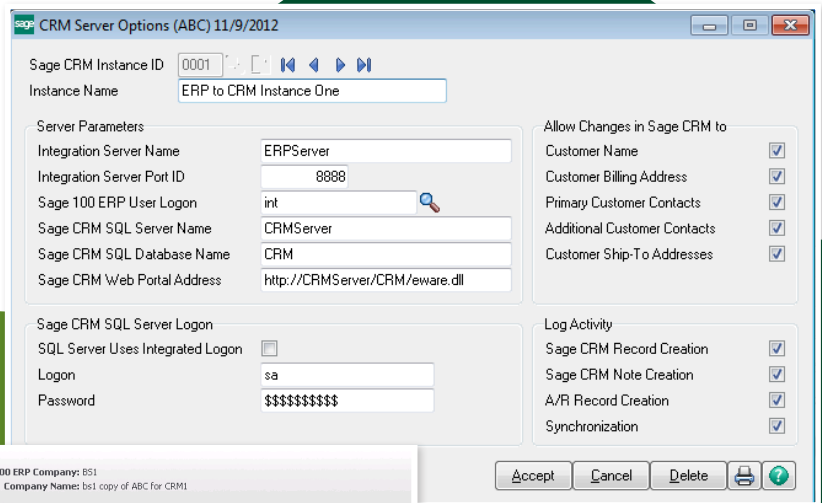 sage CRM Server Options (ABC) 11/9/2012
Sage CRM Instance ID 0001
Instance Name ERP to CRM Instance One
Server Parameters
Integration Server Name ERPServer
Integration Server Port ID 8888
Sage 100 ERP User Logon int
Sage CRM SQL Server Name CRMServer
Sage CRM SQL Database Name CRM
Sage CRM Web Portal Address http://CRMServer/CRM/eware.dll
Allow Changes in Sage CRM to
Customer Name
Customer Billing Address
Primary Customer Contacts
Additional Customer Contacts
Customer Ship-To Addresses
Sage CRM SQL Server Logon
SQL Server Uses Integrated Logon
Logon sa
Password $$$$$$$$$$
Log Activity
Sage CRM Record Creation
Sage CRM Note Creation
A/R Record Creation
Synchronization
00 ERP Company: BS1
Company Name: bs1 copy of ABC for CRM1
Accept Cancel Delete ?